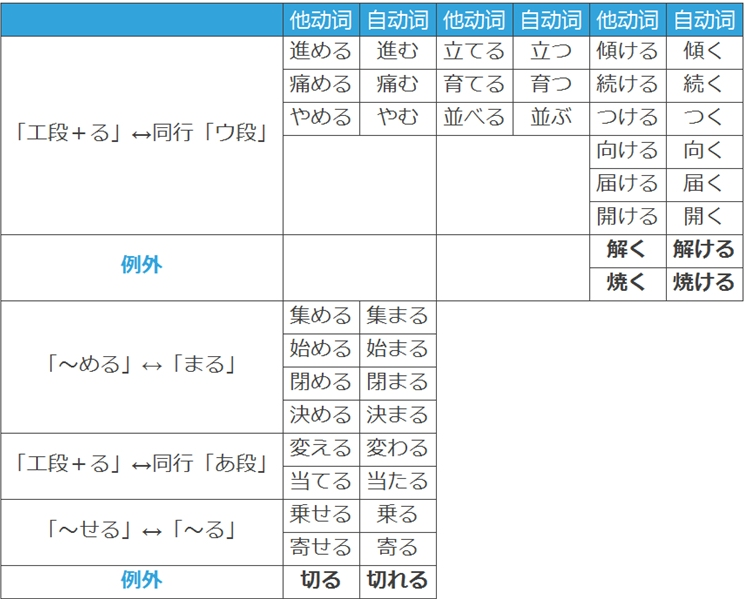 他动词 自动词 他动词 自动词 他动词 自动词
進める 進む 立てる 立つ 傾ける 傾く
痛める 痛む 育てる 育つ 続ける 続く
やめる やむ 並べる 並ぶ つける つく
「工段+る」↔同行「ウ段」
向ける 向く
届ける 届く
開ける 開く
例外
解く 解ける
焼く 焼ける
「～める」↔「まる」
集める 集まる
始める 始まる
閉める 閉まる
決める 決まる
「工段+る」↔同行「あ段」
変える 変わる
当てる 当たる
「～せる」↔「～る」
乗せる 乗る
寄せる 寄る
例外 切る 切れる